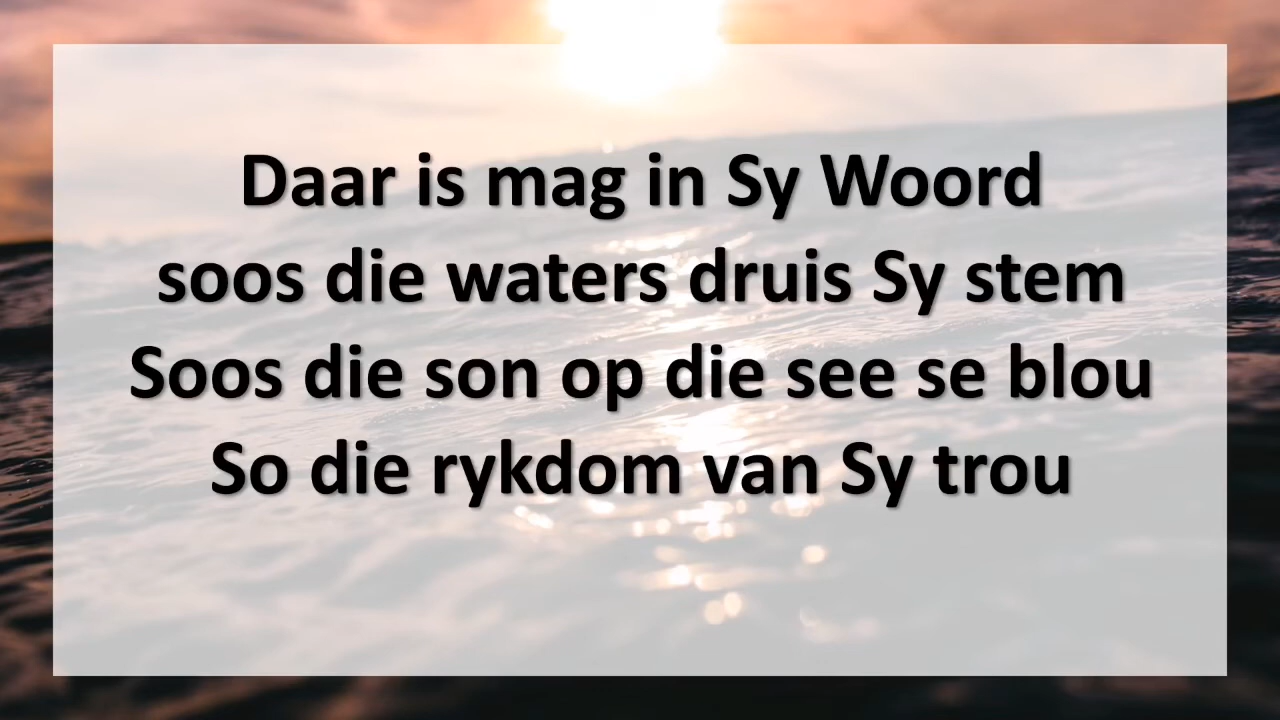 Daar is mag in Sy Woord
soos die waters druis Sy stem
Soos die son op die see se blou
So die rykdom van Sy trou